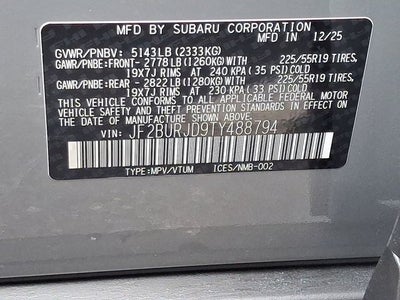 MFD BY SUBARU CORPORATION MFD IN 12/25
GVWR/PNBV: 5143LB (2333KG)
GAWR/PNBE:FRONT- 2778LB (1260KG) WITH 225/55R19 TIRES,
19X7J RIMS AT 240 KPA (35 PSI) COLD
GAWR/PNBE:REAR - 2822LB (1280KG) WITH 225/55R19 TIRES,
19X7J RIMS AT 230 KPA (33 PSI) COLD
THIS VEHICLE CONFORMS TO ALL APPLICABLE FEDERAL MOTOR
VEHICLE SAFETY AND THEFT PREVENTION STANDARDS IN EFFECT
ON THE DATE OF MANUFACTURE SHOWN ABOVE.
VIN: JF2BURJD9TY488794
TYPE:MPV/VTUM ICES/NMB-002